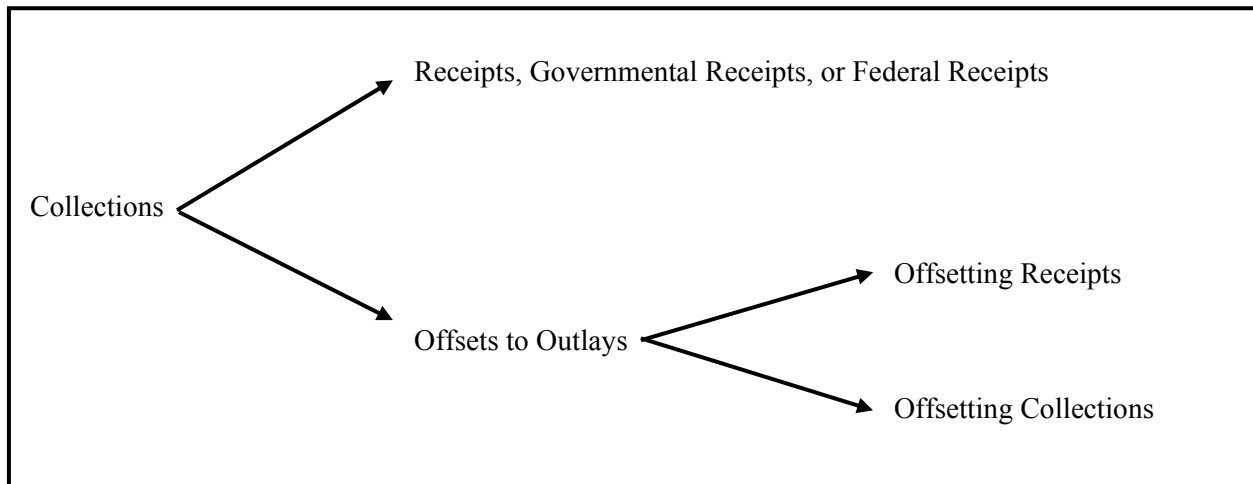 Receipts, Governmental Receipts, or Federal Receipts
Collections
Offsetting Receipts
Offsets to Outlays
Offsetting Collections